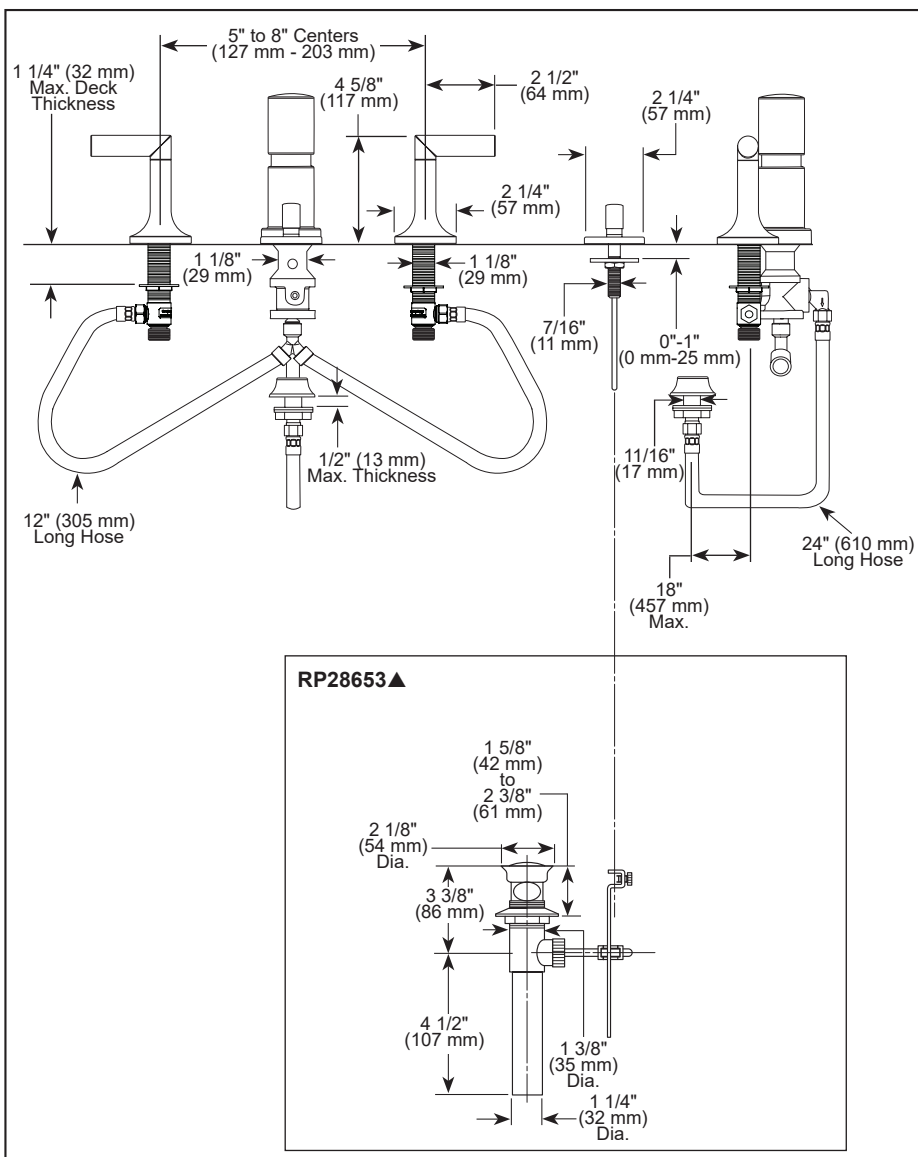 5" to 8" Centers
(127 mm - 203 mm)
1 1/4" (32 mm)
Max. Deck
Thickness
4 5/8"
(117 mm)
2 1/2"
(64 mm)
2 1/4"
(57 mm)
2 1/4"
(57 mm)
1 1/8"
(29 mm)
1 1/8"
(29 mm)
7/16"
(11 mm)
0"-1"
(0 mm-25 mm)
1/2" (13 mm)
Max. Thickness
11/16"
(17 mm)
12" (305 mm)
Long Hose
24" (610 mm)
Long Hose
18"
(457 mm)
Max.
RP28653▲
1 5/8"
(42 mm)
to
2 3/8"
(61 mm)
2 1/8"
(54 mm)
Dia.
3 3/8"
(86 mm)
4 1/2"
(107 mm)
1 3/8"
(35 mm)
Dia.
1 1/4"
(32 mm)
Dia.